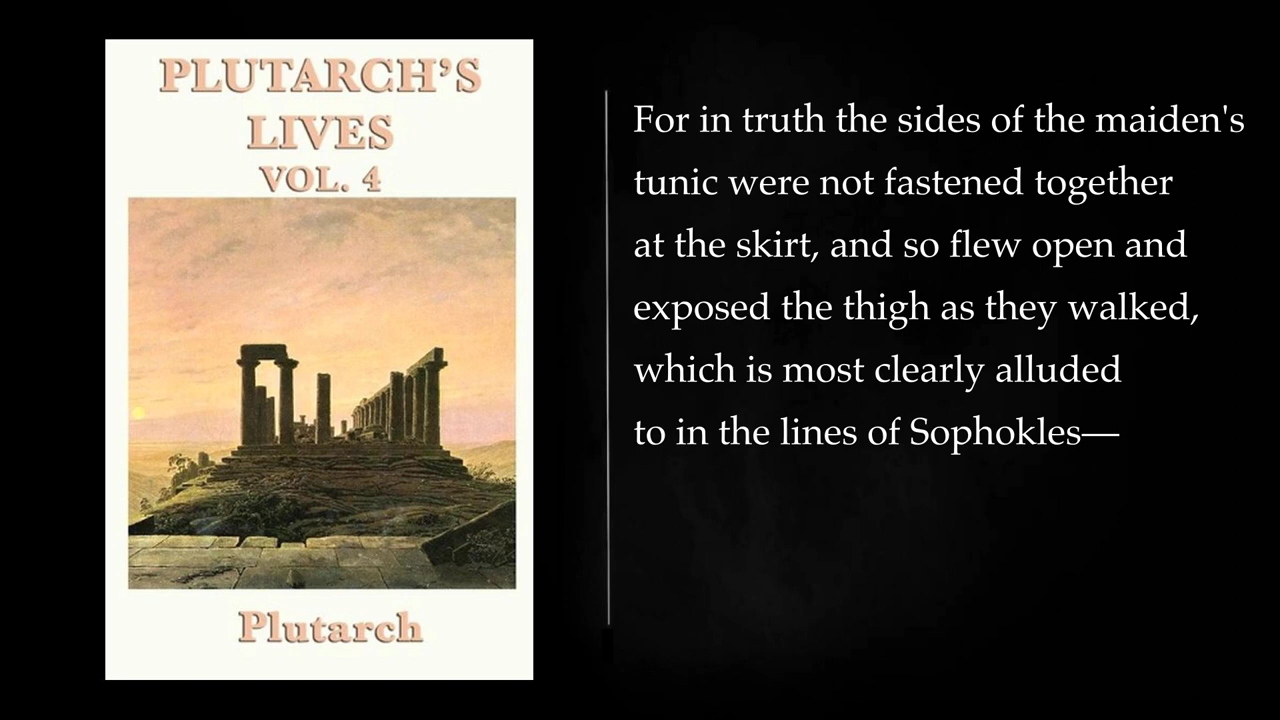 PLUTARCH'S
LIVES
VOL. 4
Plutarch
For in truth the sides of the maiden's
tunic were not fastened together
at the skirt, and so flew open and
exposed the thigh as they walked,
which is most clearly alluded
to in the lines of Sophokles—